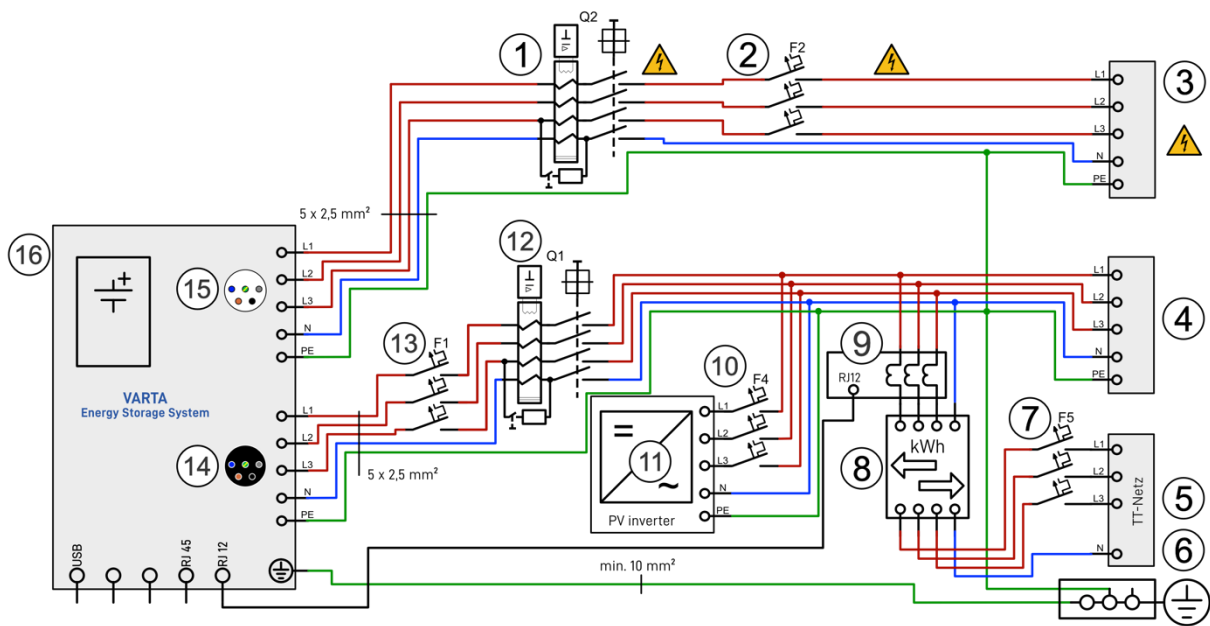 Q2
1
2
F2
L1
3
L2
L3
N
PE
5 x 2,5 mm²
16
12
Q1
L1
L2
15
L3
N
PE
13
F1
VARTA
Energy Storage System
L1
L2
14
L3
N
PE
5 x 2,5 mm²
USB
RJ 45
RJ 12
L1
L2
4
L3
N
PE
9
RJ12
10
F4
L1
L2
L3
N
PE
=
11
~
PV inverter
kWh
8
7
F5
L1
L2
L3
N
TT-Netz
5
6
min. 10 mm²